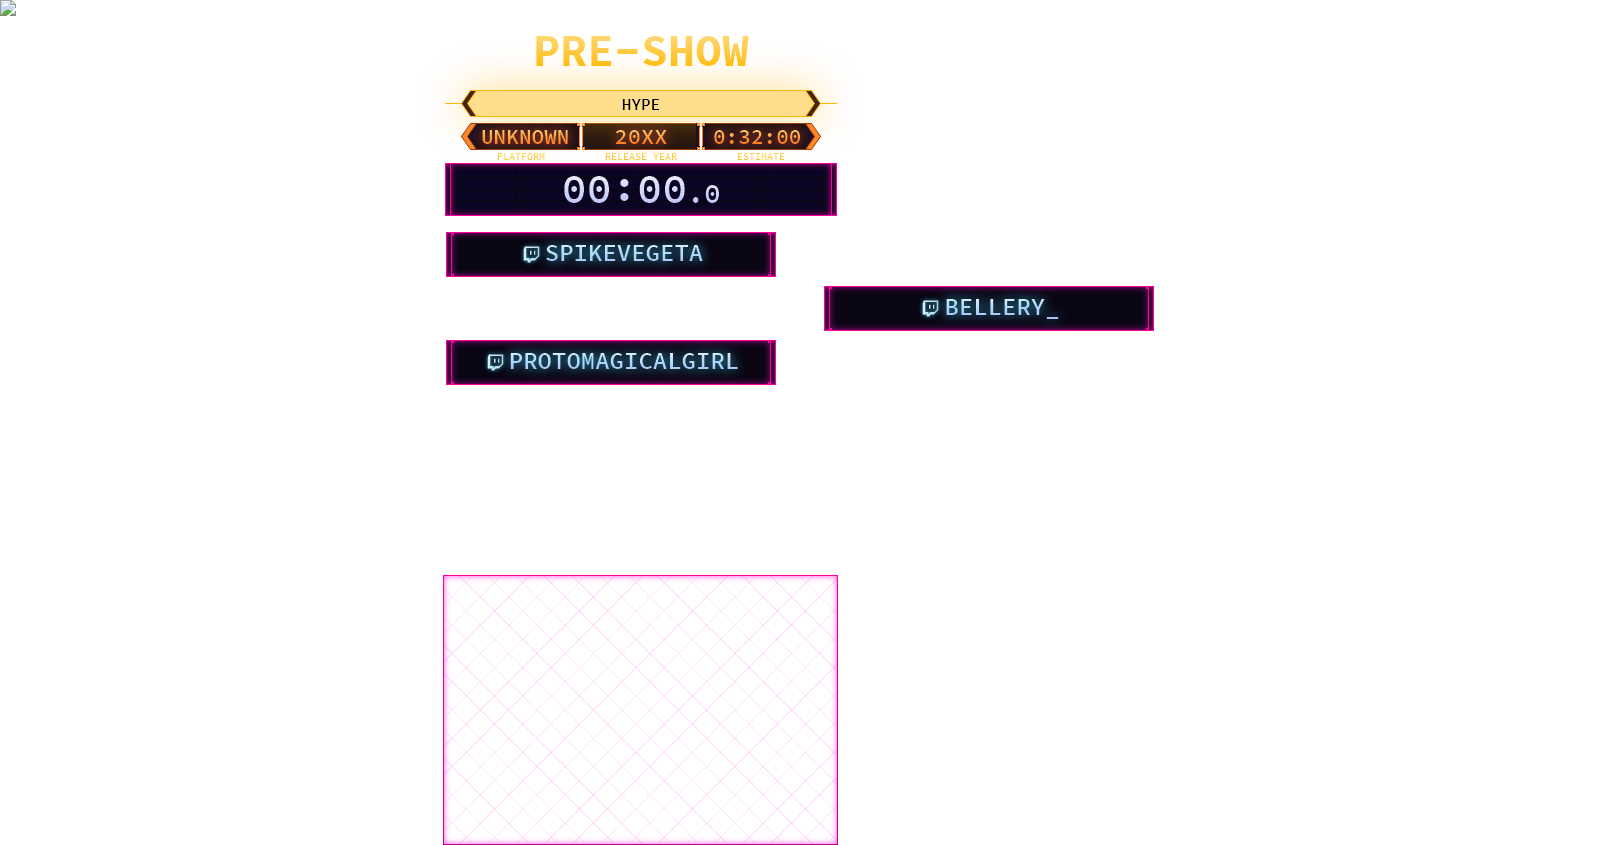 PRE-SHOW
HYPE
UNKNOWN 20XX 0:32:00
PLATFORM RELEASE YEAR ESTIMATE
00:00.0
SPIKEVEGETA
BELLERY_
PROTOMAGICALGIRL